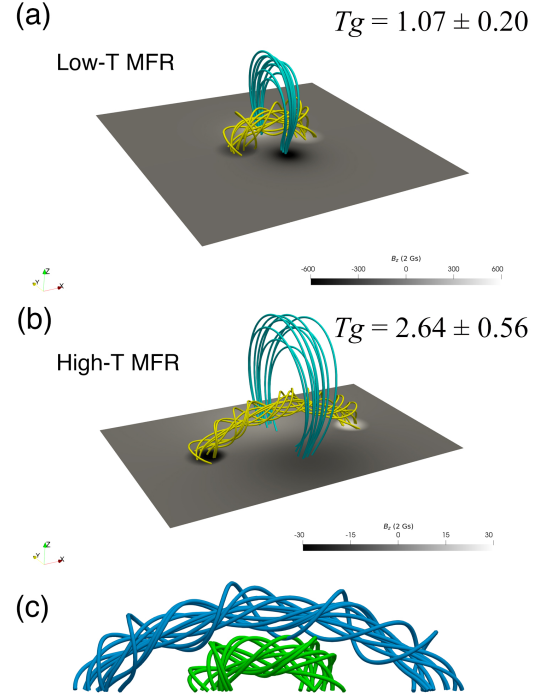 (a)
Tg = 1.07 ± 0.20
Low-T MFR
Z
Y
X
B_z (2 Gs)
-600 -300 0 300 600
(b)
Tg = 2.64 ± 0.56
High-T MFR
Z
Y
X
B_z (2 Gs)
-30 -15 0 15 30
(c)